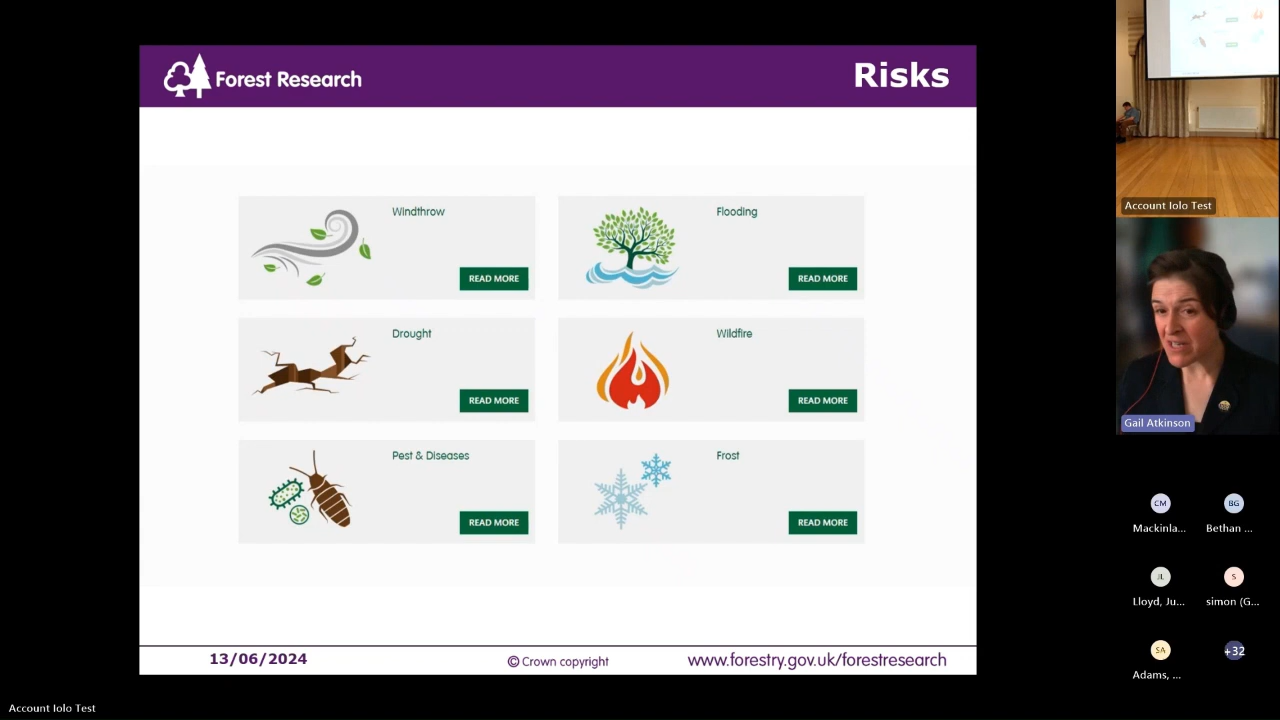 Forest Research
Risks
Windthrow
READ MORE
Flooding
READ MORE
Drought
READ MORE
Wildfire
READ MORE
Pest & Diseases
READ MORE
Frost
READ MORE
13/06/2024
© Crown copyright
www.forestry.gov.uk/forestresearch
Account Iolo Test
Gail Atkinson
CM
BG
Mackinla...
Bethan ...
JL
S
Lloyd, Ju...
simon (G...
SA
+32
Adams, ...
Account Iolo Test